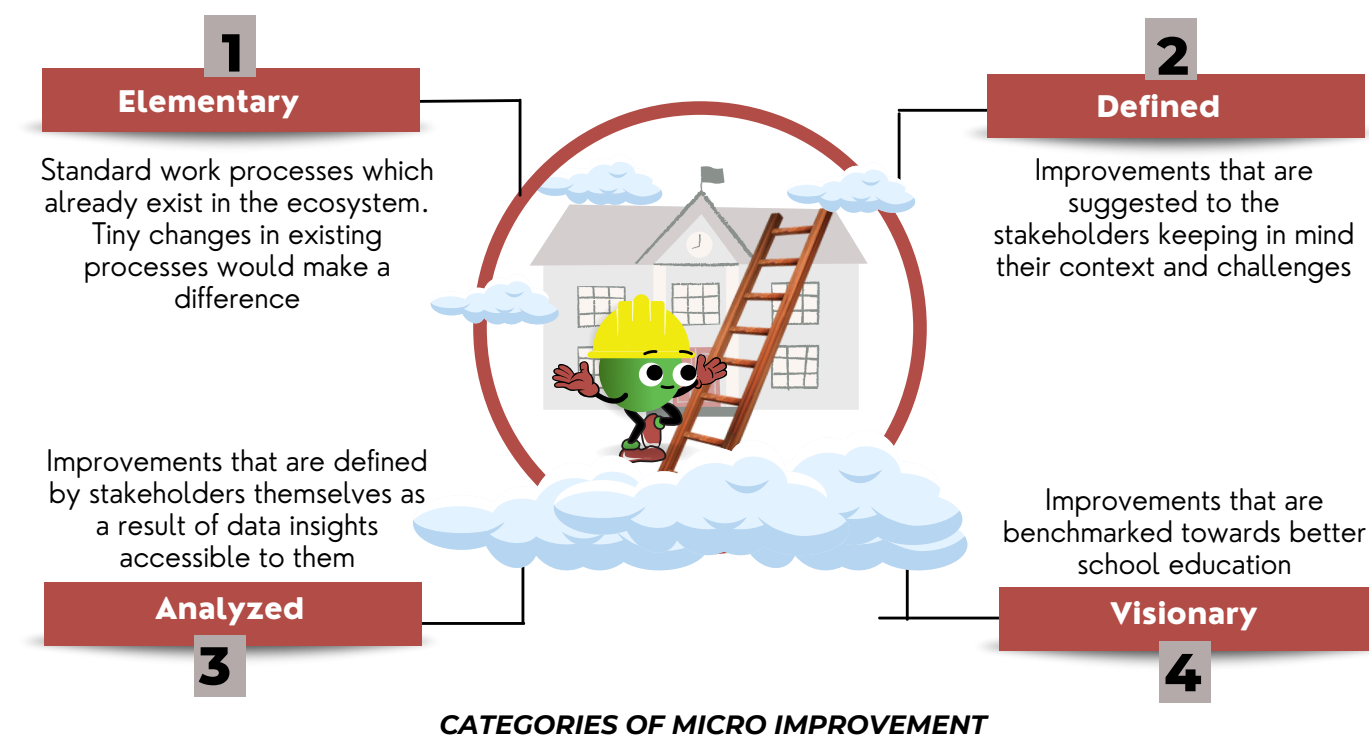 1
Elementary
Standard work processes which
already exist in the ecosystem.
Tiny changes in existing
processes would make a
difference
2
Defined
Improvements that are
suggested to the
stakeholders keeping in mind
their context and challenges
Improvements that are defined
by stakeholders themselves as
a result of data insights
accessible to them
Analyzed
3
Improvements that are
benchmarked towards better
school education
Visionary
4
CATEGORIES OF MICRO IMPROVEMENT